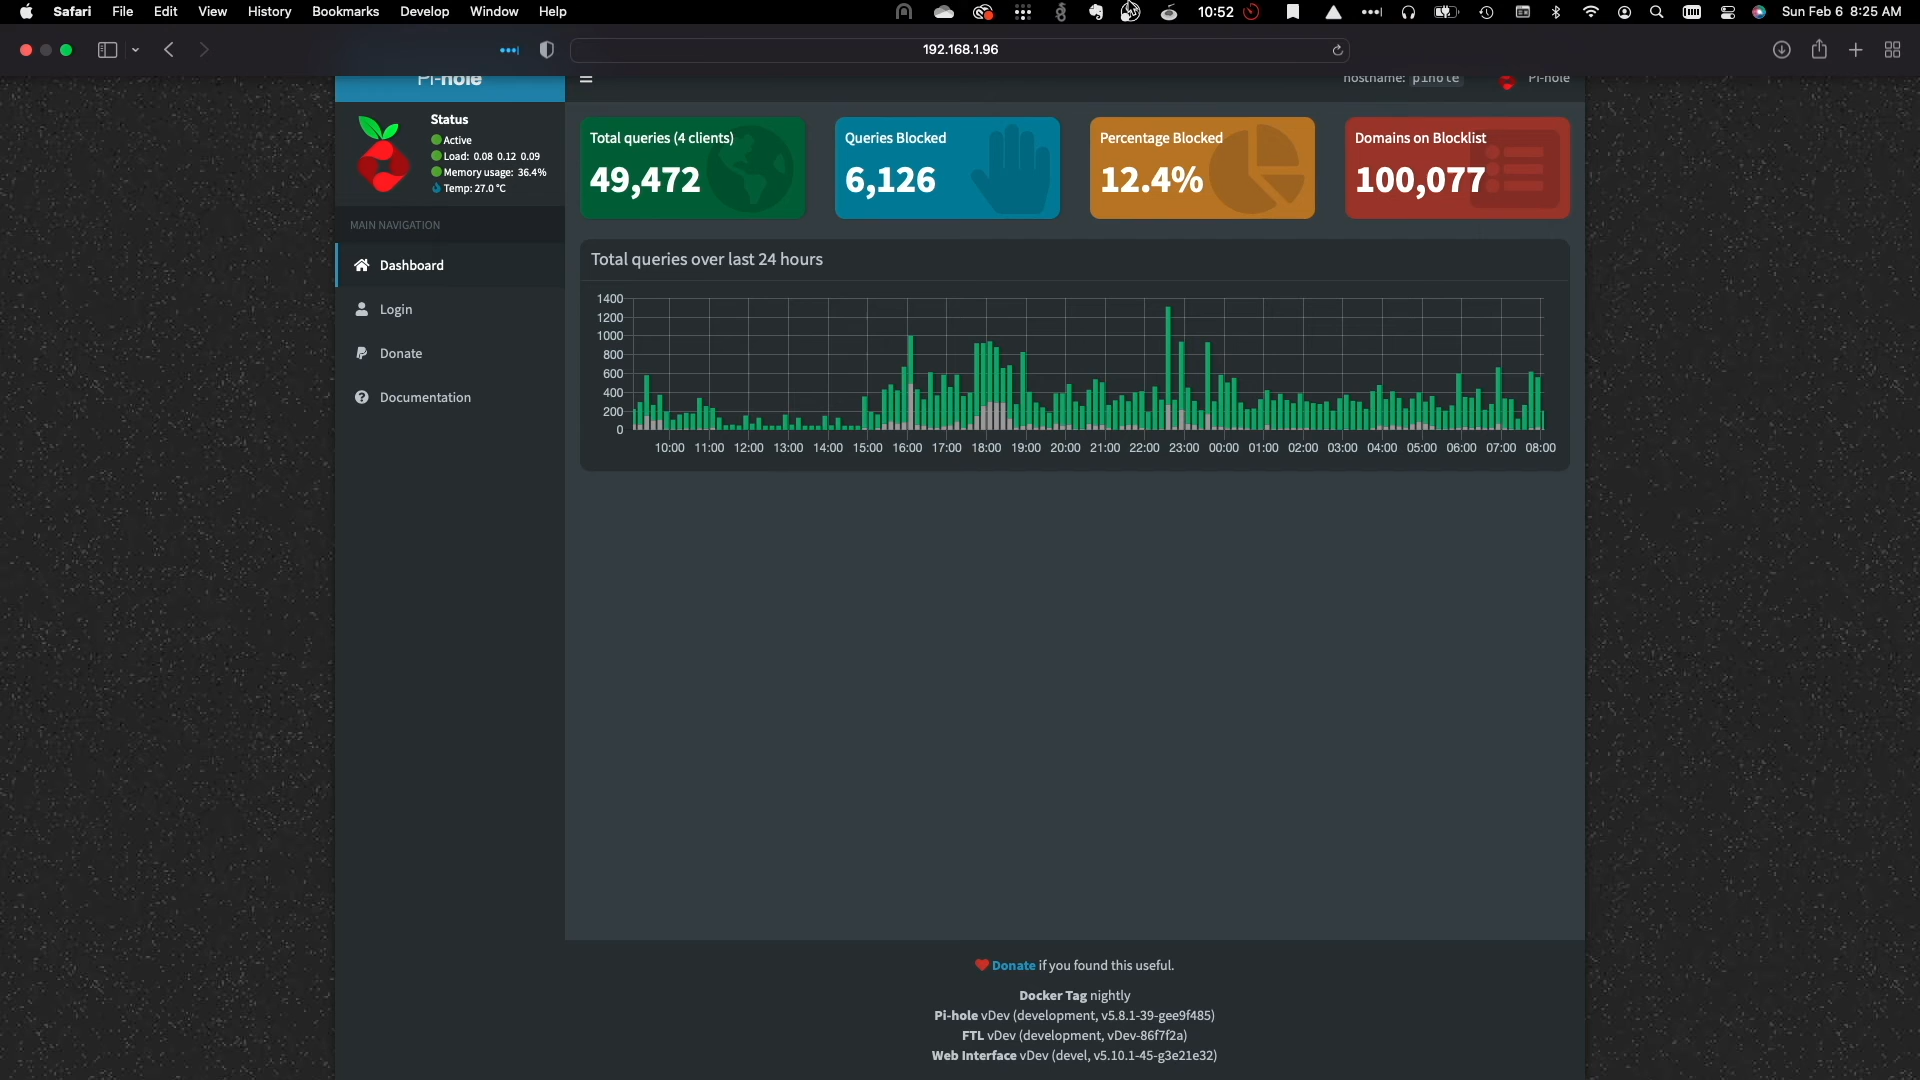 Safari File Edit View History Bookmarks Develop Window Help 10:52 Sun Feb 6 8:25 AM
192.168.1.96
Pi-hole
hostname: pihole Pi-hole
Status
Active
Load: 0.08 0.12 0.09
Memory usage: 36.4%
Temp: 27.0 °C
MAIN NAVIGATION
Dashboard
Login
Donate
Documentation
Total queries (4 clients)
49,472
Queries Blocked
6,126
Percentage Blocked
12.4%
Domains on Blocklist
100,077
Total queries over last 24 hours
1400
1200
1000
800
600
400
200
0
10:00 11:00 12:00 13:00 14:00 15:00 16:00 17:00 18:00 19:00 20:00 21:00 22:00 23:00 00:00 01:00 02:00 03:00 04:00 05:00 06:00 07:00 08:00
Donate if you found this useful.
Docker Tag nightly
Pi-hole vDev (development, v5.8.1-39-gee9f485)
FTL vDev (development, vDev-86f7f2a)
Web Interface vDev (devel, v5.10.1-45-g3e21e32)